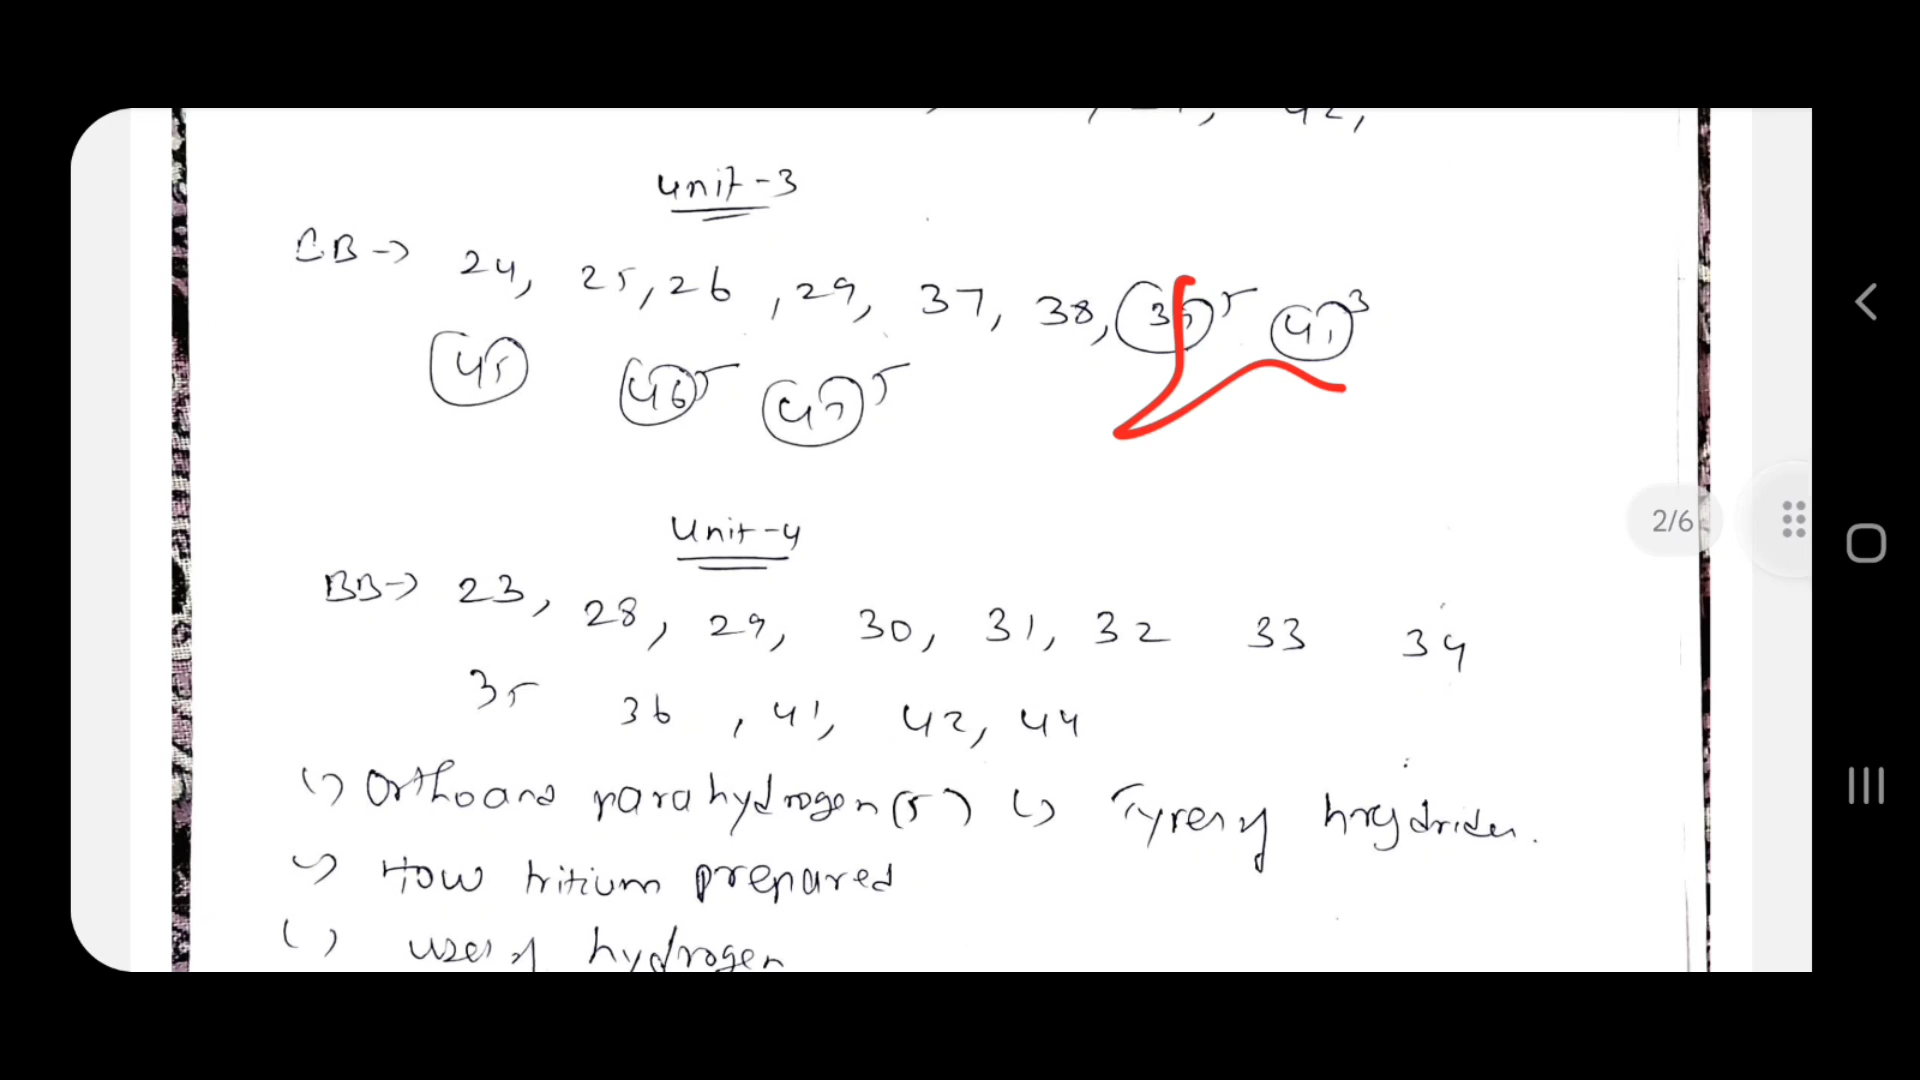 42,
Unit-3
BB-> 24, 25, 26, 29, 37, 38, 5 41 3
45 46 5 47 5
Unit-4
BB-> 23, 28, 29, 30, 31, 32 33 34
35 36, 41, 42, 44
() Ortho and para hydrogen (5) () Types of hydrides.
() How tritium prepared
() uses of hydrogen
2/6